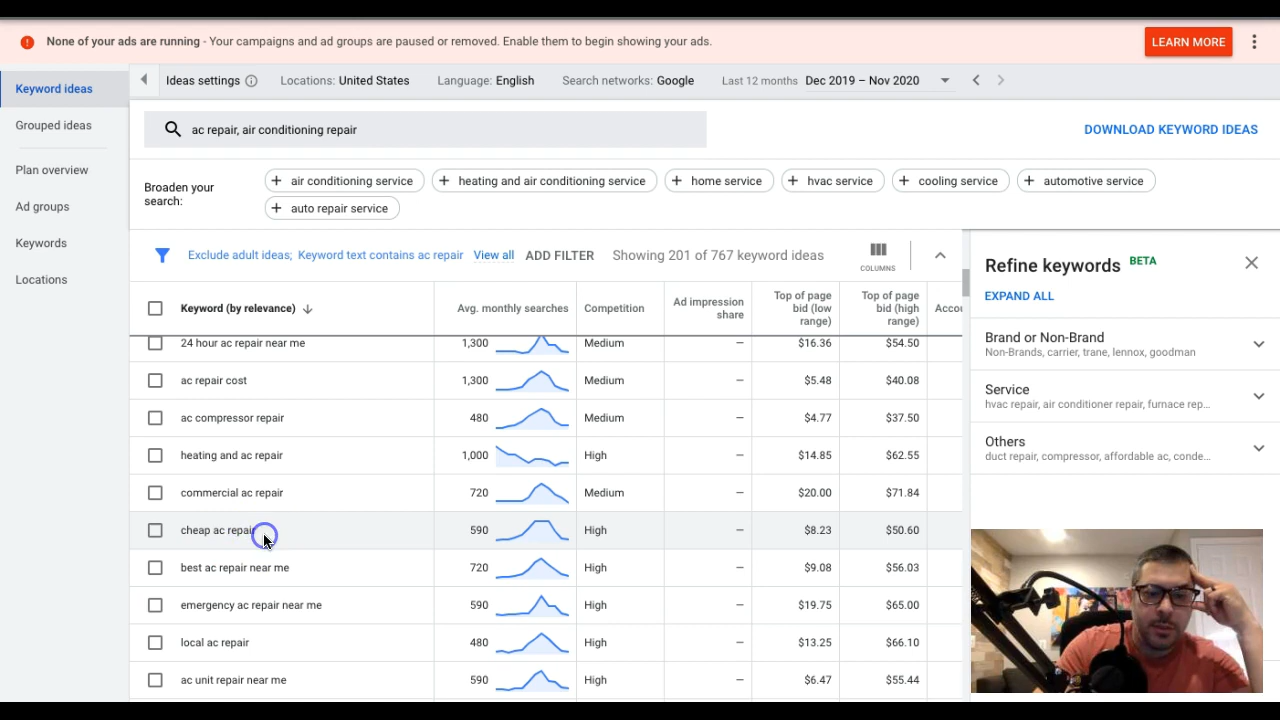 None of your ads are running - Your campaigns and ad groups are paused or removed. Enable them to begin showing your ads.
LEARN MORE
Keyword ideas
Grouped ideas
Plan overview
Ad groups
Keywords
Locations
Ideas settings
Locations: United States
Language: English
Search networks: Google
Last 12 months Dec 2019 – Nov 2020
ac repair, air conditioning repair
DOWNLOAD KEYWORD IDEAS
Broaden your search:
+ air conditioning service
+ heating and air conditioning service
+ home service
+ hvac service
+ cooling service
+ automotive service
+ auto repair service
Exclude adult ideas; Keyword text contains ac repair
View all
ADD FILTER
Showing 201 of 767 keyword ideas
COLUMNS
Keyword (by relevance)
Avg. monthly searches
Competition
Ad impression share
Top of page bid (low range)
Top of page bid (high range)
Accou
24 hour ac repair near me 1,300 Medium – $16.36 $54.50
ac repair cost 1,300 Medium – $5.48 $40.08
ac compressor repair 480 Medium – $4.77 $37.50
heating and ac repair 1,000 High – $14.85 $62.55
commercial ac repair 720 Medium – $20.00 $71.84
cheap ac repair 590 High – $8.23 $50.60
best ac repair near me 720 High – $9.08 $56.03
emergency ac repair near me 590 High – $19.75 $65.00
local ac repair 480 High – $13.25 $66.10
ac unit repair near me 590 High – $6.47 $55.44
Refine keywords BETA
EXPAND ALL
Brand or Non-Brand
Non-Brands, carrier, trane, lennox, goodman
Service
hvac repair, air conditioner repair, furnace rep...
Others
duct repair, compressor, affordable ac, conde...